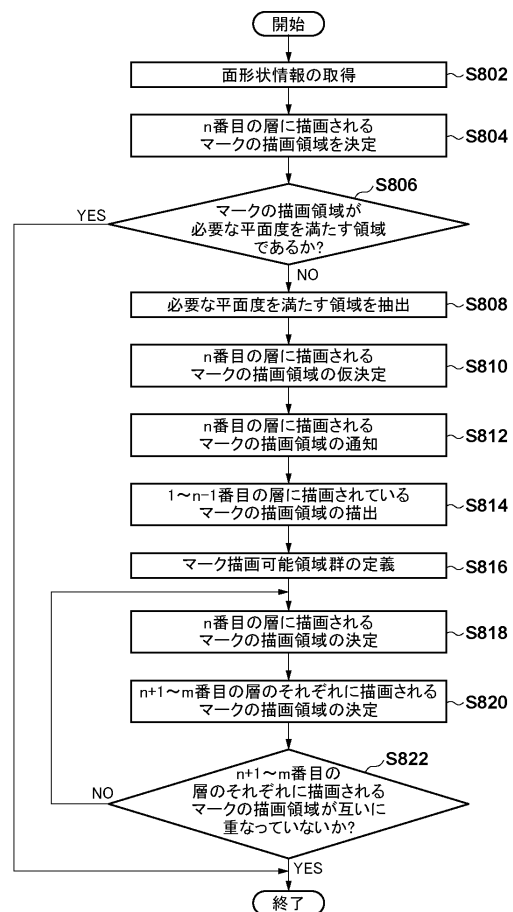 開始
面形状情報の取得
S802
n番目の層に描画される
マークの描画領域を決定
S804
S806
マークの描画領域が
必要な平面度を満たす領域
であるか?
YES
NO
必要な平面度を満たす領域を抽出
S808
n番目の層に描画される
マークの描画領域の仮決定
S810
n番目の層に描画される
マークの描画領域の通知
S812
1~n-1番目の層に描画されている
マークの描画領域の描出
S814
マーク描画可能領域群の定義
S816
n番目の層に描画される
マークの描画領域の決定
S818
n+1~m番目の層のそれぞれに描画される
マークの描画領域の決定
S820
S822
n+1~m番目の
層のそれぞれに描画される
マークの描画領域が互いに
重なっていないか?
NO
YES
終了